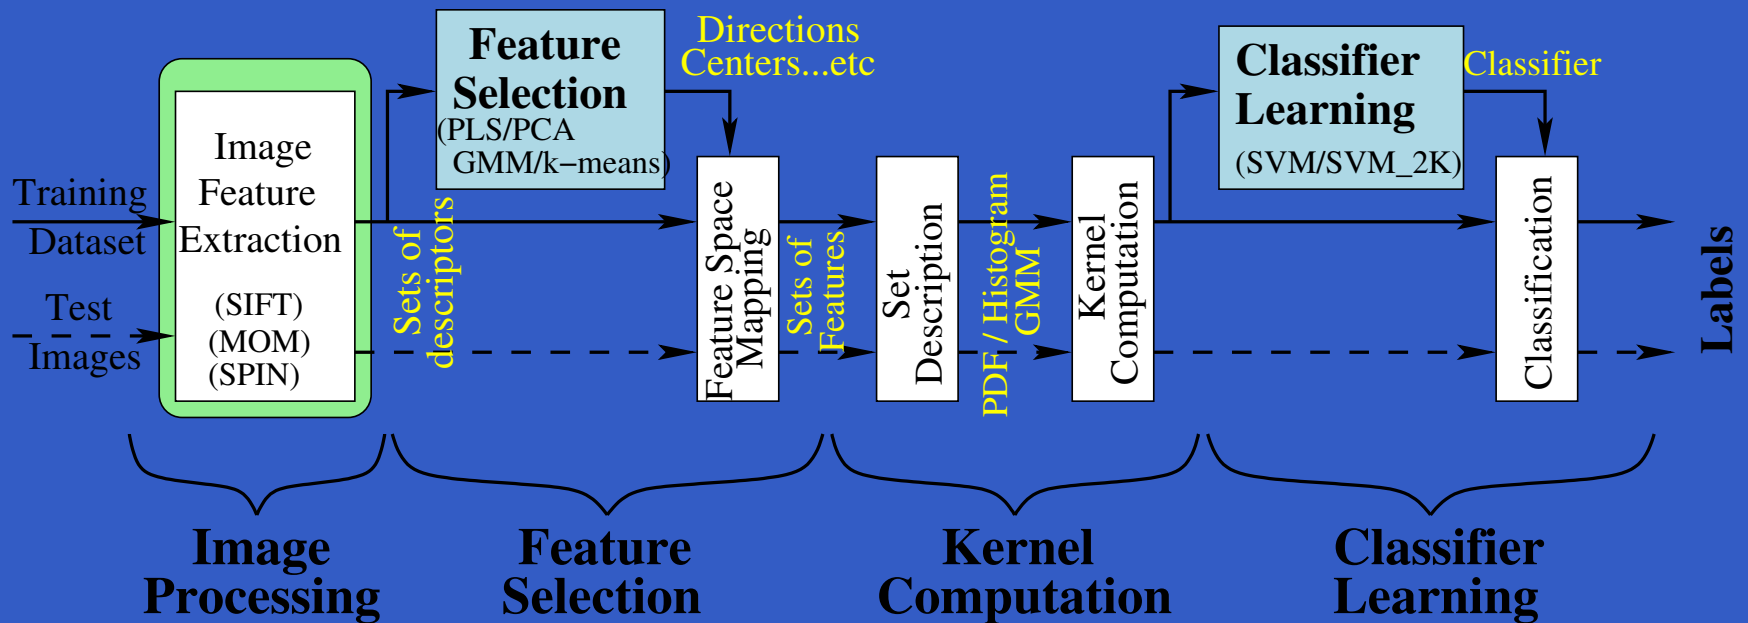 Training
Dataset
Test
Images
Image
Feature
Extraction
(SIFT)
(MOM)
(SPIN)
Sets of
descriptors
Feature
Selection
(PLS/PCA
GMM/k−means)
Directions
Centers...etc
Feature Space
Mapping
Sets of
Features
Set
Description
PDF / Histogram
GMM
Kernel
Computation
Classifier
Learning
(SVM/SVM_2K)
Classifier
Classification
Labels
Image
Processing
Feature
Selection
Kernel
Computation
Classifier
Learning